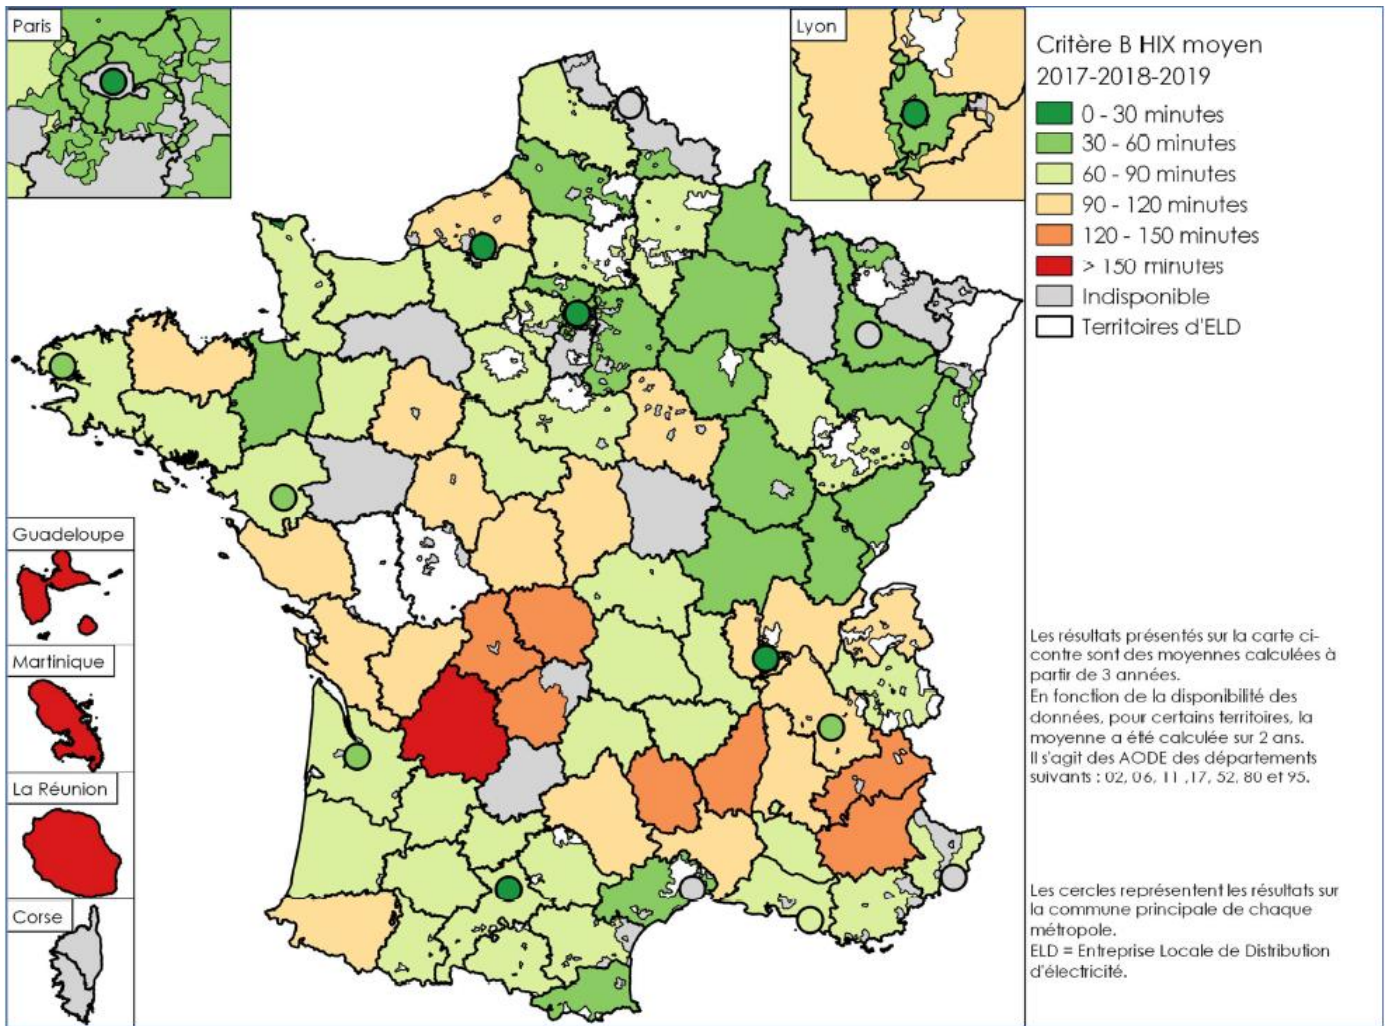 Paris
Lyon
Critère B HIX moyen
2017-2018-2019
0 - 30 minutes
30 - 60 minutes
60 - 90 minutes
90 - 120 minutes
120 - 150 minutes
> 150 minutes
Indisponible
Territoires d'ELD
Guadeloupe
Martinique
La Réunion
Corse
Les résultats présentés sur la carte ci-
contre sont des moyennes calculées à
partir de 3 années.
En fonction de la disponibilité des
données, pour certains territoires, la
moyenne a été calculée sur 2 ans.
Il s'agit des AODE des départements
suivants : 02, 06, 11 ,17, 52, 80 et 95.
Les cercles représentent les résultats sur
la commune principale de chaque
métropole.
ELD = Entreprise Locale de Distribution
d'électricité.